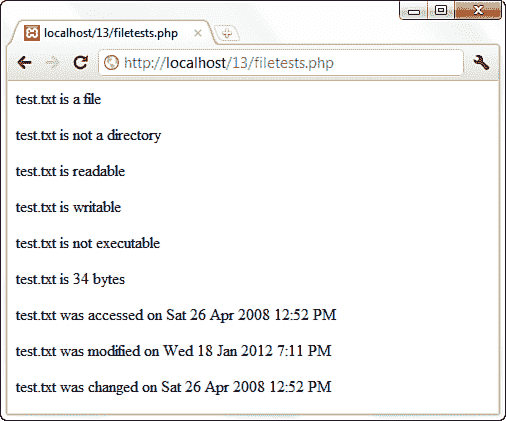 localhost/13/filetests.php
http://localhost/13/filetests.php
test.txt is a file
test.txt is not a directory
test.txt is readable
test.txt is writable
test.txt is not executable
test.txt is 34 bytes
test.txt was accessed on Sat 26 Apr 2008 12:52 PM
test.txt was modified on Wed 18 Jan 2012 7:11 PM
test.txt was changed on Sat 26 Apr 2008 12:52 PM